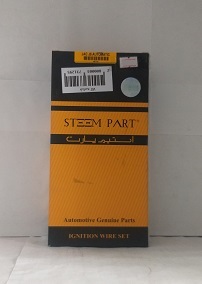 STEEM PART
استیم پارت
Automotive Genuine Parts
IGNITION WIRE SET